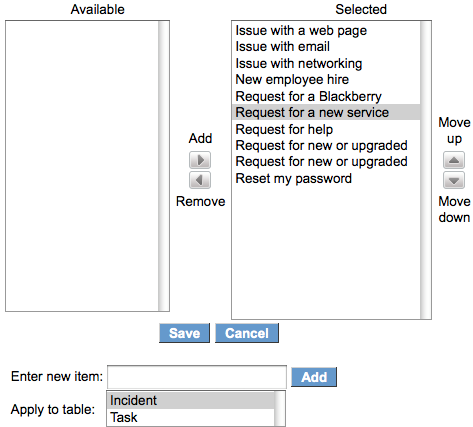 Available
Selected
Issue with a web page
Issue with email
Issue with networking
New employee hire
Request for a Blackberry
Request for a new service
Request for help
Request for new or upgraded
Request for new or upgraded
Reset my password
Add
Remove
Move
up
Move
down
Save Cancel
Enter new item: Add
Apply to table: Incident
Task